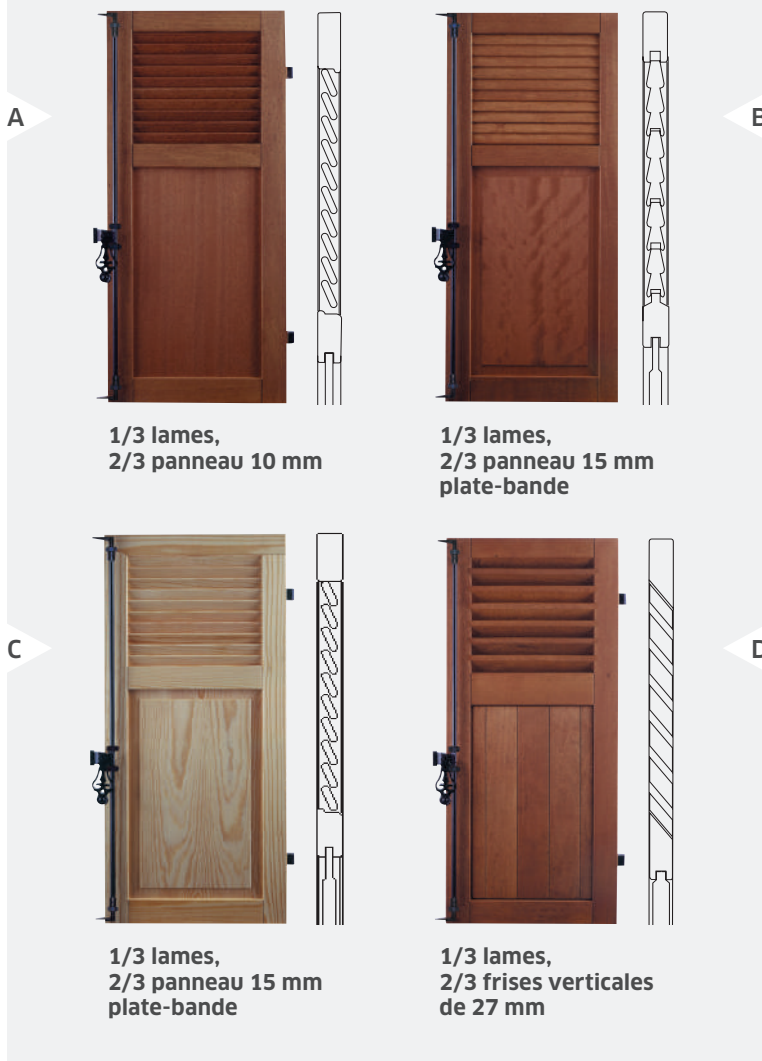 A
1/3 lames,
2/3 panneau 10 mm
B
1/3 lames,
2/3 panneau 15 mm
plate-bande
C
1/3 lames,
2/3 panneau 15 mm
plate-bande
D
1/3 lames,
2/3 frises verticales
de 27 mm